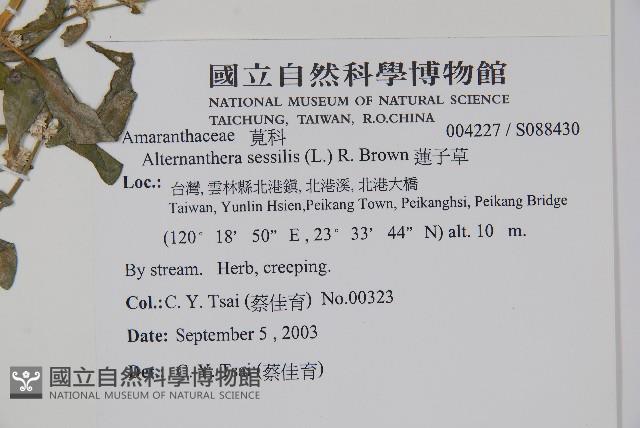 國立自然科學博物館
NATIONAL MUSEUM OF NATURAL SCIENCE
TAICHUNG, TAIWAN, R.O.CHINA
Amaranthaceae 莧科 004227 / S088430
Alternanthera sessilis (L.) R. Brown 蓮子草
Loc.: 台灣, 雲林縣北港鎮, 北港溪, 北港大橋
Taiwan, Yunlin Hsien,Peikang Town, Peikanghsi, Peikang Bridge
(120° 18' 50" E , 23° 33' 44" N) alt. 10 m.
By stream. Herb, creeping.
Col.:C. Y. Tsai (蔡佳育) No.00323
Date: September 5 , 2003
Det.: C. Y. Tsai (蔡佳育)
國立自然科學博物館
NATIONAL MUSEUM OF NATURAL SCIENCE